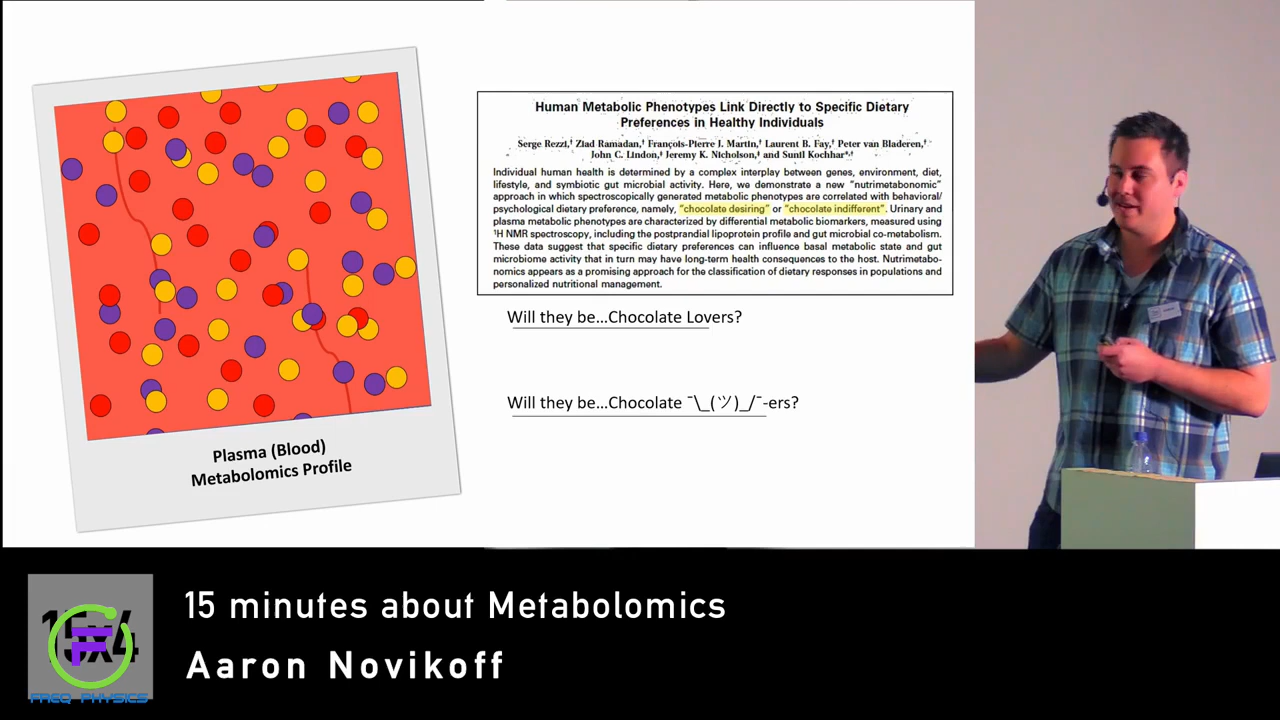 Human Metabolic Phenotypes Link Directly to Specific Dietary
Preferences in Healthy Individuals
Serge Rezzi,† Ziad Ramadan,† François-Pierre J. Martin,† Laurent B. Fay,† Peter van Bladeren,†
John C. Lindon,‡ Jeremy K. Nicholson,‡ and Sunil Kochhar*,†
Individual human health is determined by a complex interplay between genes, environment, diet,
lifestyle, and symbiotic gut microbial activity. Here, we demonstrate a new "nutrimetabonomic"
approach in which spectroscopically generated metabolic phenotypes are correlated with behavioral/
psychological dietary preference, namely, "chocolate desiring" or "chocolate indifferent". Urinary and
plasma metabolic phenotypes are characterized by differential metabolic biomarkers, measured using
¹H NMR spectroscopy, including the postprandial lipoprotein profile and gut microbial co-metabolism.
These data suggest that specific dietary preferences can influence basal metabolic state and gut
microbiome activity that in turn may have long-term health consequences to the host. Nutrimetabo-
nomics appears as a promising approach for the classification of dietary responses in populations and
personalized nutritional management.
Will they be...Chocolate Lovers?
Will they be...Chocolate ¯\_(ツ)_/¯-ers?
Plasma (Blood)
Metabolomics Profile
15 minutes about Metabolomics
Aaron Novikoff
15x4
FREQ PHYSICS